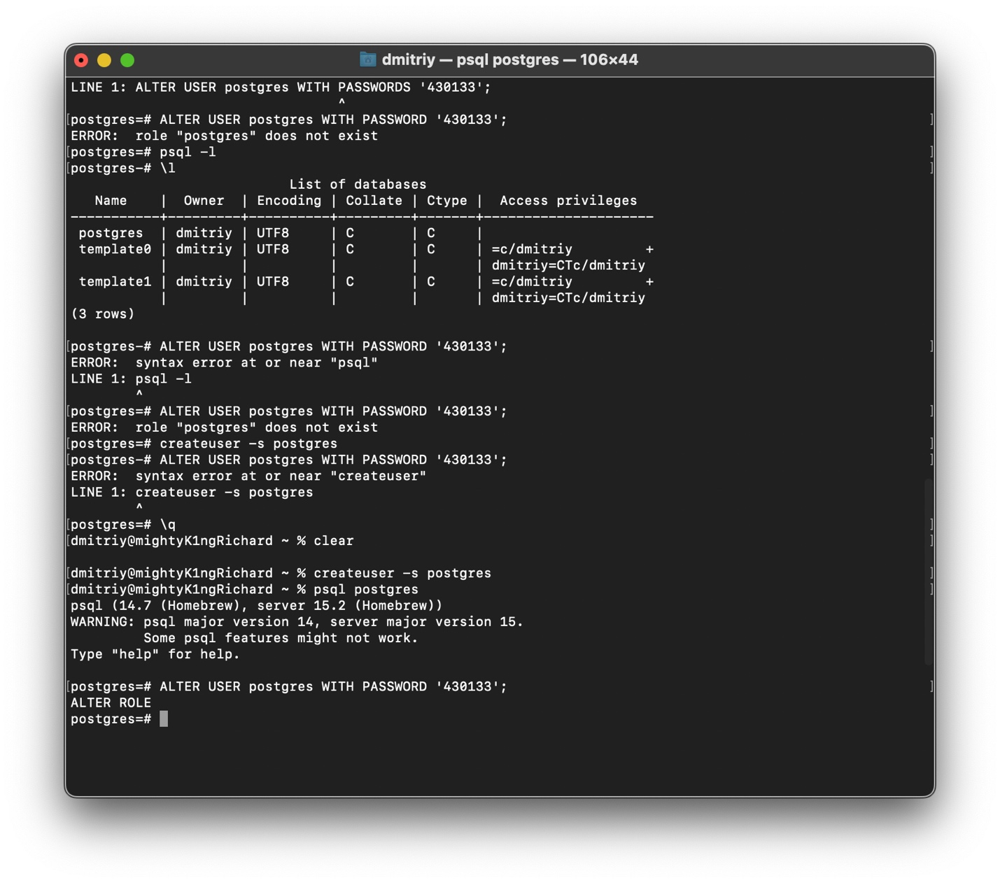 dmitriy — psql postgres — 106×44
LINE 1: ALTER USER postgres WITH PASSWORDS '430133';
                                 ^
[postgres=# ALTER USER postgres WITH PASSWORD '430133'; ]
ERROR:  role "postgres" does not exist
[postgres=# psql -l ]
[postgres-# \l ]
                           List of databases
   Name    |  Owner  | Encoding | Collate | Ctype |  Access privileges
-----------+---------+----------+---------+-------+---------------------
 postgres  | dmitriy | UTF8     | C       | C     |
 template0 | dmitriy | UTF8     | C       | C     | =c/dmitriy         +
           |         |          |         |       | dmitriy=CTc/dmitriy
 template1 | dmitriy | UTF8     | C       | C     | =c/dmitriy         +
           |         |          |         |       | dmitriy=CTc/dmitriy
(3 rows)

[postgres-# ALTER USER postgres WITH PASSWORD '430133'; ]
ERROR:  syntax error at or near "psql"
LINE 1: psql -l
        ^
[postgres=# ALTER USER postgres WITH PASSWORD '430133'; ]
ERROR:  role "postgres" does not exist
[postgres=# createuser -s postgres ]
[postgres-# ALTER USER postgres WITH PASSWORD '430133'; ]
ERROR:  syntax error at or near "createuser"
LINE 1: createuser -s postgres
        ^
[postgres=# \q ]
[dmitriy@mightyK1ngRichard ~ % clear ]

[dmitriy@mightyK1ngRichard ~ % createuser -s postgres ]
[dmitriy@mightyK1ngRichard ~ % psql postgres ]
psql (14.7 (Homebrew), server 15.2 (Homebrew))
WARNING: psql major version 14, server major version 15.
         Some psql features might not work.
Type "help" for help.

[postgres=# ALTER USER postgres WITH PASSWORD '430133'; ]
ALTER ROLE
postgres=#